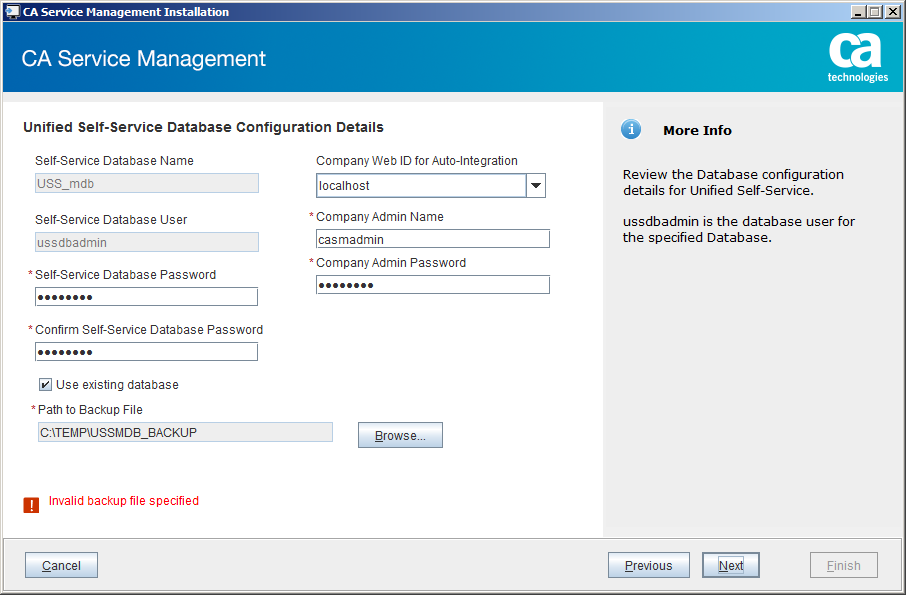 CA Service Management Installation
CA Service Management
ca
technologies
Unified Self-Service Database Configuration Details
Self-Service Database Name
USS_mdb
Self-Service Database User
ussdbadmin
* Self-Service Database Password
••••••••
* Confirm Self-Service Database Password
••••••••
Use existing database
* Path to Backup File
C:\TEMP\USSMDB_BACKUP
Browse...
Company Web ID for Auto-Integration
localhost
* Company Admin Name
casmadmin
* Company Admin Password
••••••••
! Invalid backup file specified
i More Info
Review the Database configuration
details for Unified Self-Service.
ussdbadmin is the database user for
the specified Database.
Cancel
Previous
Next
Finish